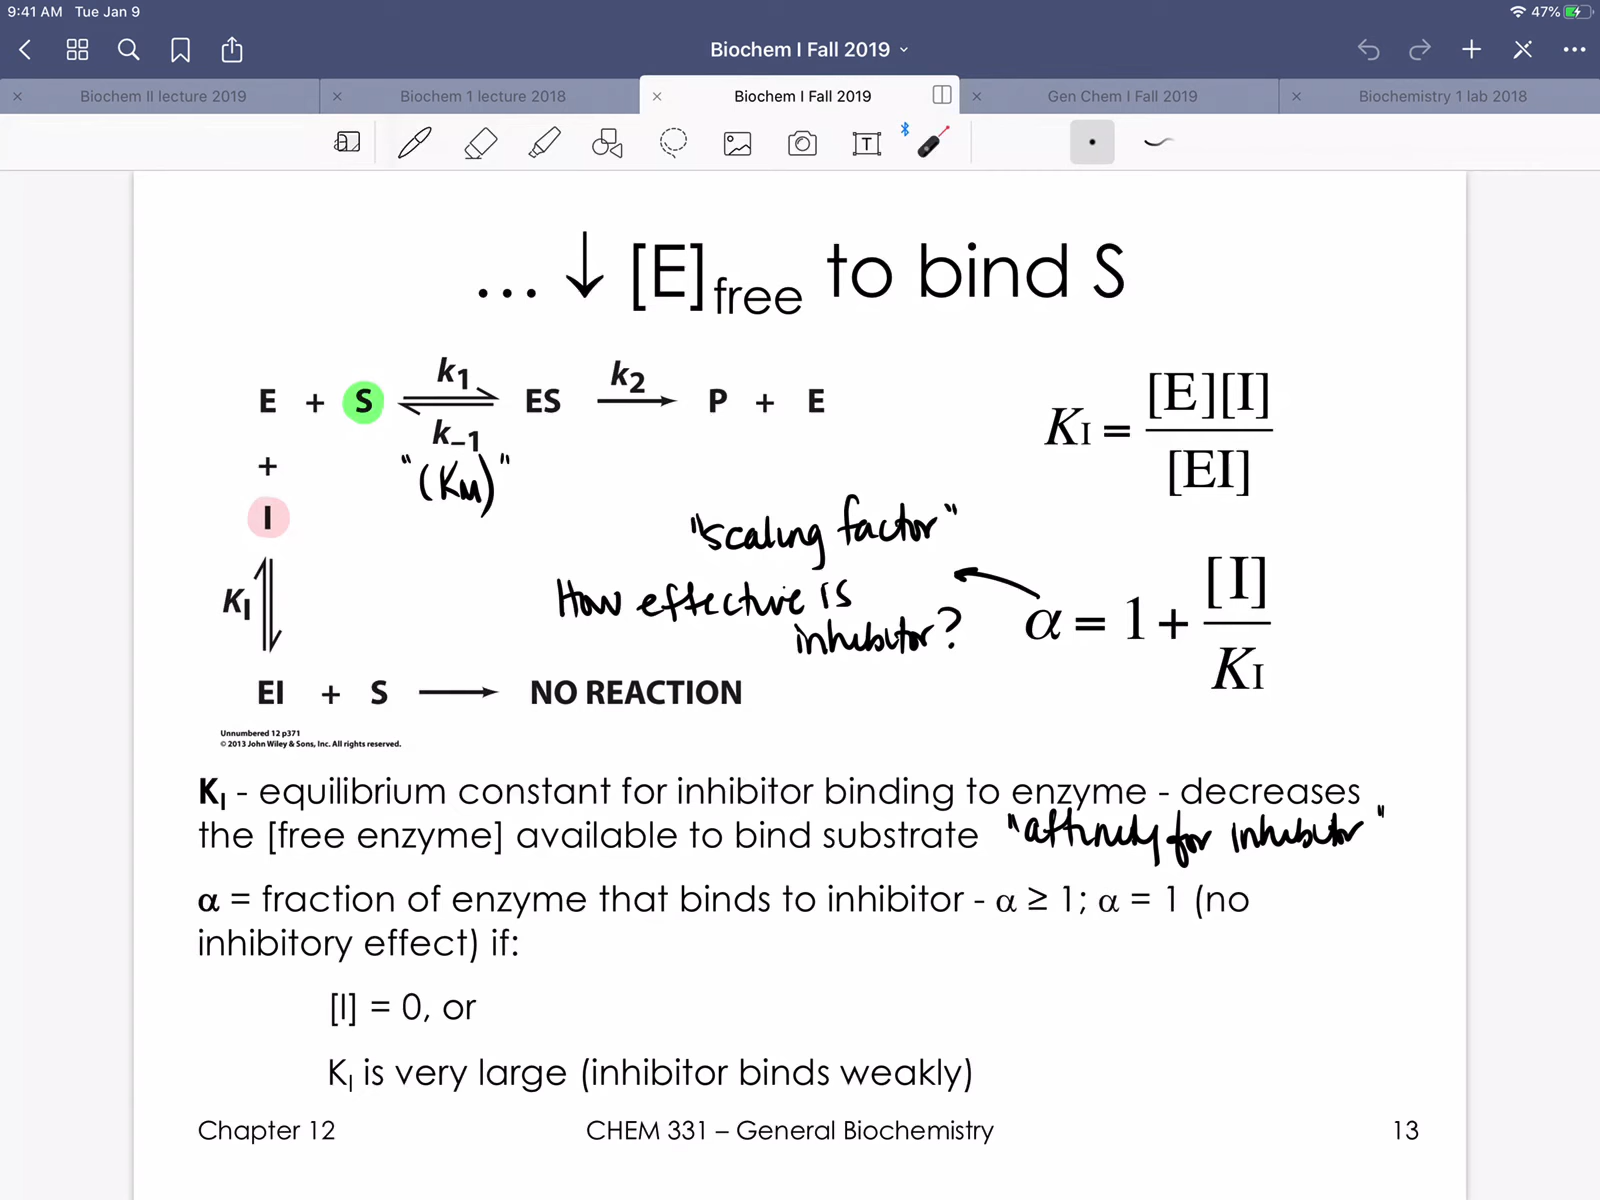 9:41 AM Tue Jan 9
47%
Biochem I Fall 2019
Biochem II lecture 2019
Biochem 1 lecture 2018
Biochem I Fall 2019
Gen Chem I Fall 2019
Biochemistry 1 lab 2018
... ↓ [E]free to bind S
E + S ⇌ ES → P + E
k1
k–1
k2
"(KM)"
+
I
KI
EI + S → NO REACTION
KI = [E][I] / [EI]
"scaling factor"
How effective is
inhibitor?
α = 1 + [I] / KI
Unnumbered 12 p371
© 2013 John Wiley & Sons, Inc. All rights reserved.
KI - equilibrium constant for inhibitor binding to enzyme - decreases
the [free enzyme] available to bind substrate "affinity for inhibitor"
α = fraction of enzyme that binds to inhibitor - α ≥ 1; α = 1 (no
inhibitory effect) if:
[I] = 0, or
KI is very large (inhibitor binds weakly)
Chapter 12
CHEM 331 – General Biochemistry
13